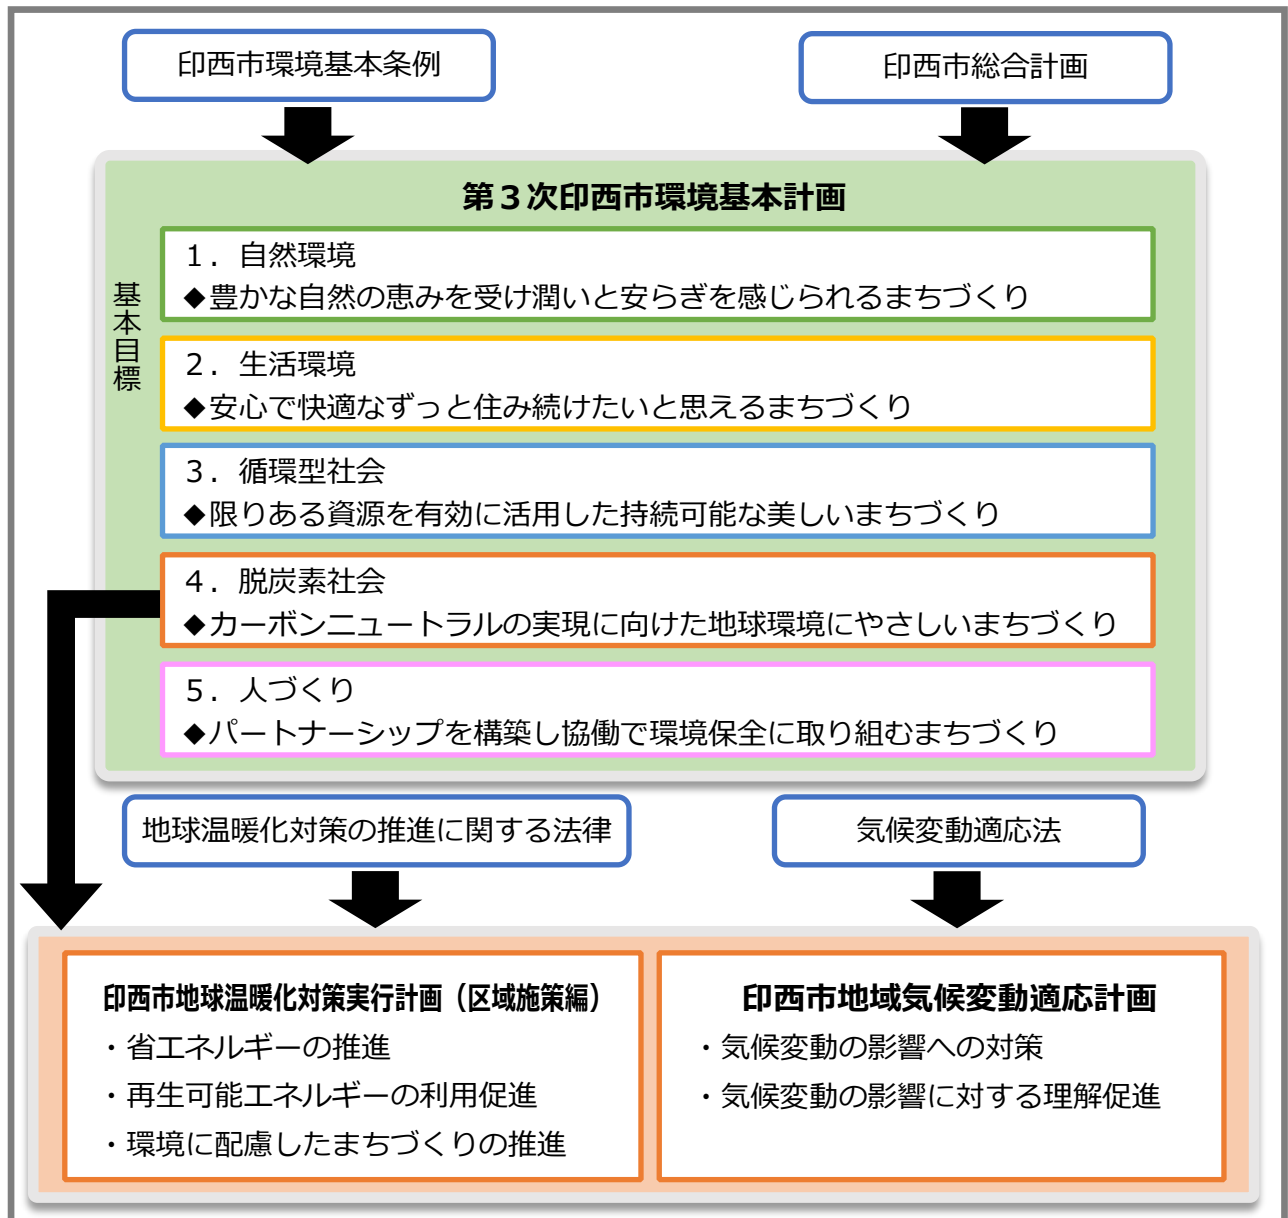 印西市環境基本条例
印西市総合計画
第３次印西市環境基本計画
基本目標
１．自然環境
◆豊かな自然の恵みを受け潤いと安らぎを感じられるまちづくり
２．生活環境
◆安心で快適なずっと住み続けたいと思えるまちづくり
３．循環型社会
◆限りある資源を有効に活用した持続可能な美しいまちづくり
４．脱炭素社会
◆カーボンニュートラルの実現に向けた地球環境にやさしいまちづくり
５．人づくり
◆パートナーシップを構築し協働で環境保全に取り組むまちづくり
地球温暖化対策の推進に関する法律
気候変動適応法
印西市地球温暖化対策実行計画（区域施策編）
・省エネルギーの推進
・再生可能エネルギーの利用促進
・環境に配慮したまちづくりの推進
印西市地域気候変動適応計画
・気候変動の影響への対策
・気候変動の影響に対する理解促進